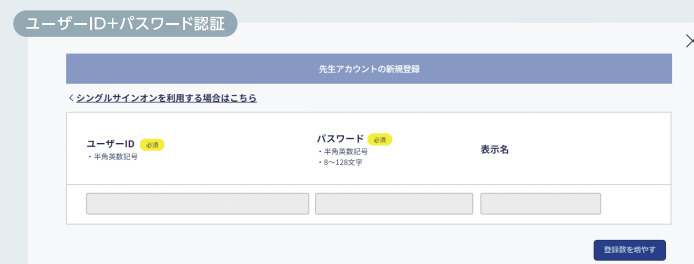 ユーザーID+パスワード認証
先生アカウントの新規登録
シングルサインオンを利用する場合はこちら
ユーザーID 必須
・半角英数記号
パスワード 必須
・半角英数記号
・8〜128文字
表示名
登録数を増やす